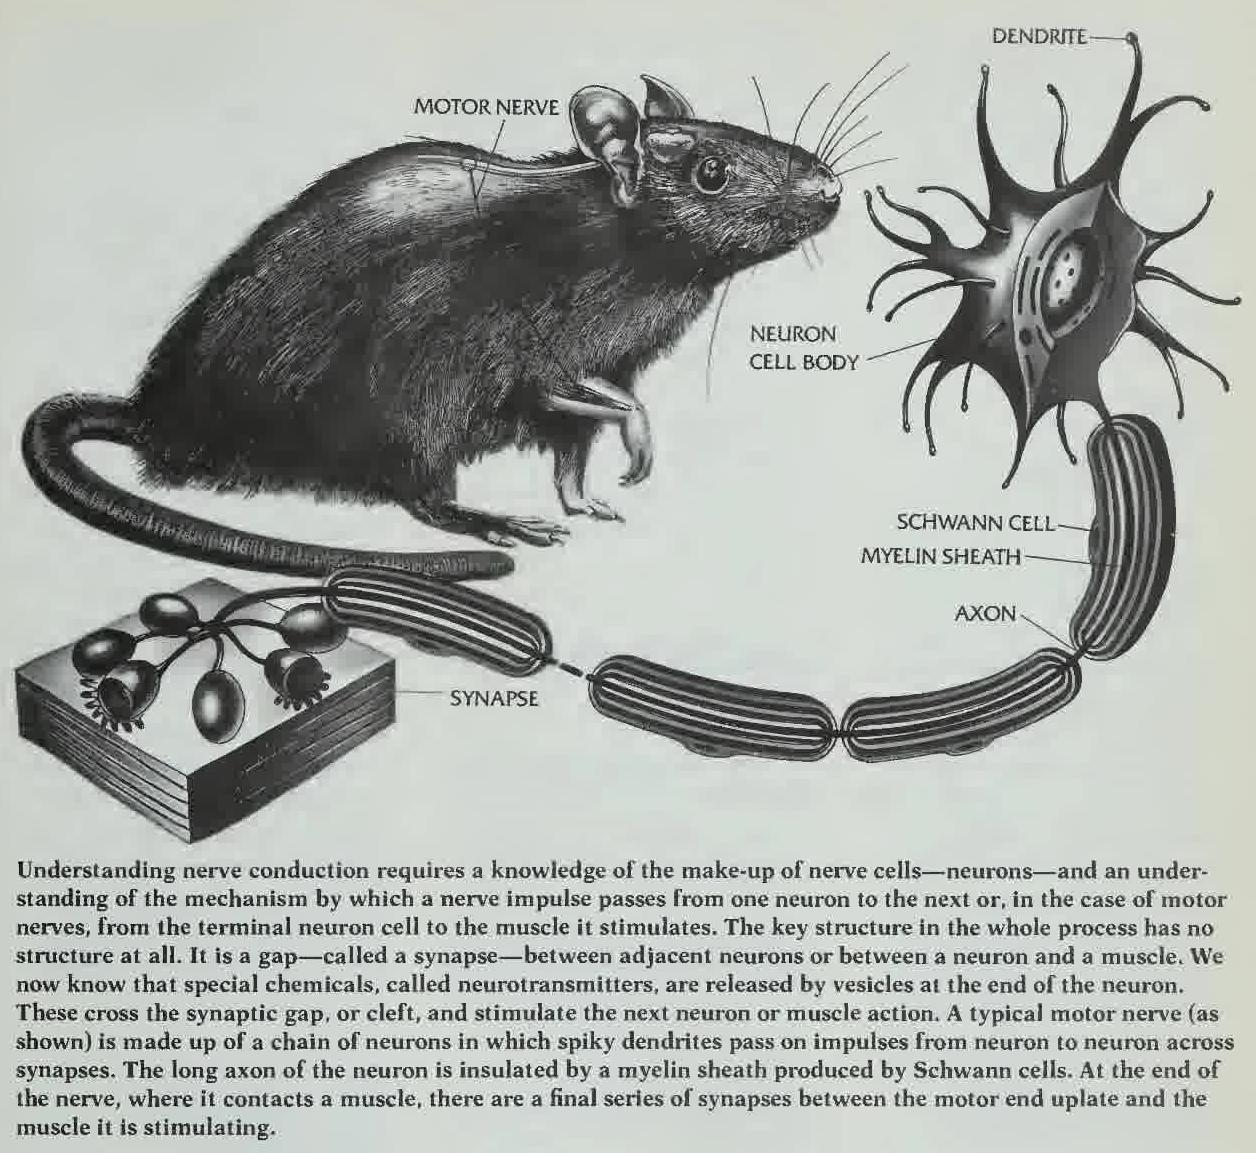 DENDRITE
MOTOR NERVE
NEURON
CELL BODY
SCHWANN CELL
MYELIN SHEATH
AXON
SYNAPSE
Understanding nerve conduction requires a knowledge of the make-up of nerve cells—neurons—and an under-
standing of the mechanism by which a nerve impulse passes from one neuron to the next or, in the case of motor
nerves, from the terminal neuron cell to the muscle it stimulates. The key structure in the whole process has no
structure at all. It is a gap—called a synapse—between adjacent neurons or between a neuron and a muscle. We
now know that special chemicals, called neurotransmitters, are released by vesicles at the end of the neuron.
These cross the synaptic gap, or cleft, and stimulate the next neuron or muscle action. A typical motor nerve (as
shown) is made up of a chain of neurons in which spiky dendrites pass on impulses from neuron to neuron across
synapses. The long axon of the neuron is insulated by a myelin sheath produced by Schwann cells. At the end of
the nerve, where it contacts a muscle, there are a final series of synapses between the motor end uplate and the
muscle it is stimulating.